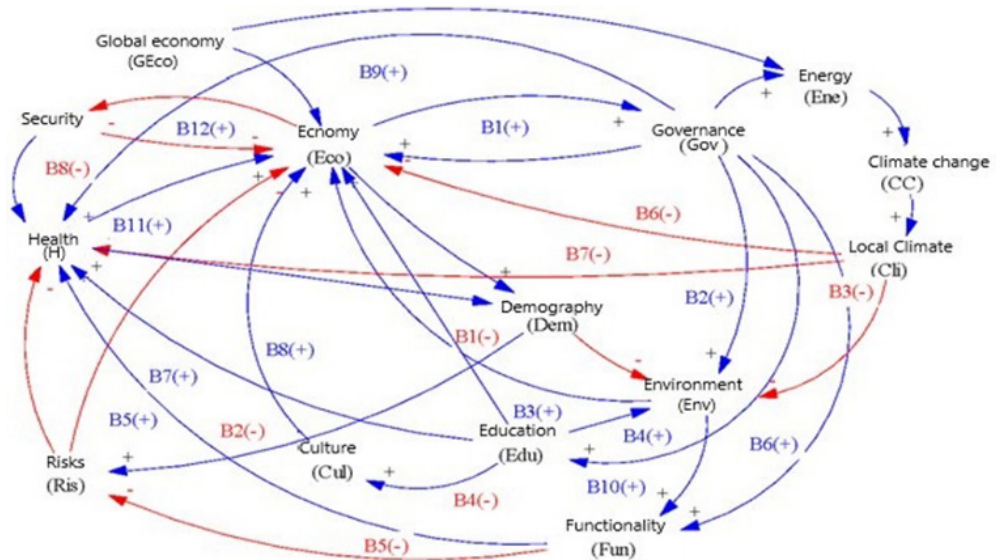 Global economy
(GEco)
Energy
(Ene)
B9(+)
Security
B12(+)
Ecnomy
(Eco)
B1(+)
Governance
(Gov)
Climate change
(CC)
B8(-)
B11(+)
B6(-)
Health
(H)
B7(-)
Local Climate
(Cli)
Demography
(Dem)
B2(+)
B3(-)
B1(-)
B8(+)
B7(+)
Environment
(Env)
B5(+)
B2(-)
B3(+)
Education
(Edu)
B4(+)
B6(+)
Culture
(Cul)
Risks
(Ris)
B4(-)
B10(+)
Functionality
(Fun)
B5(-)